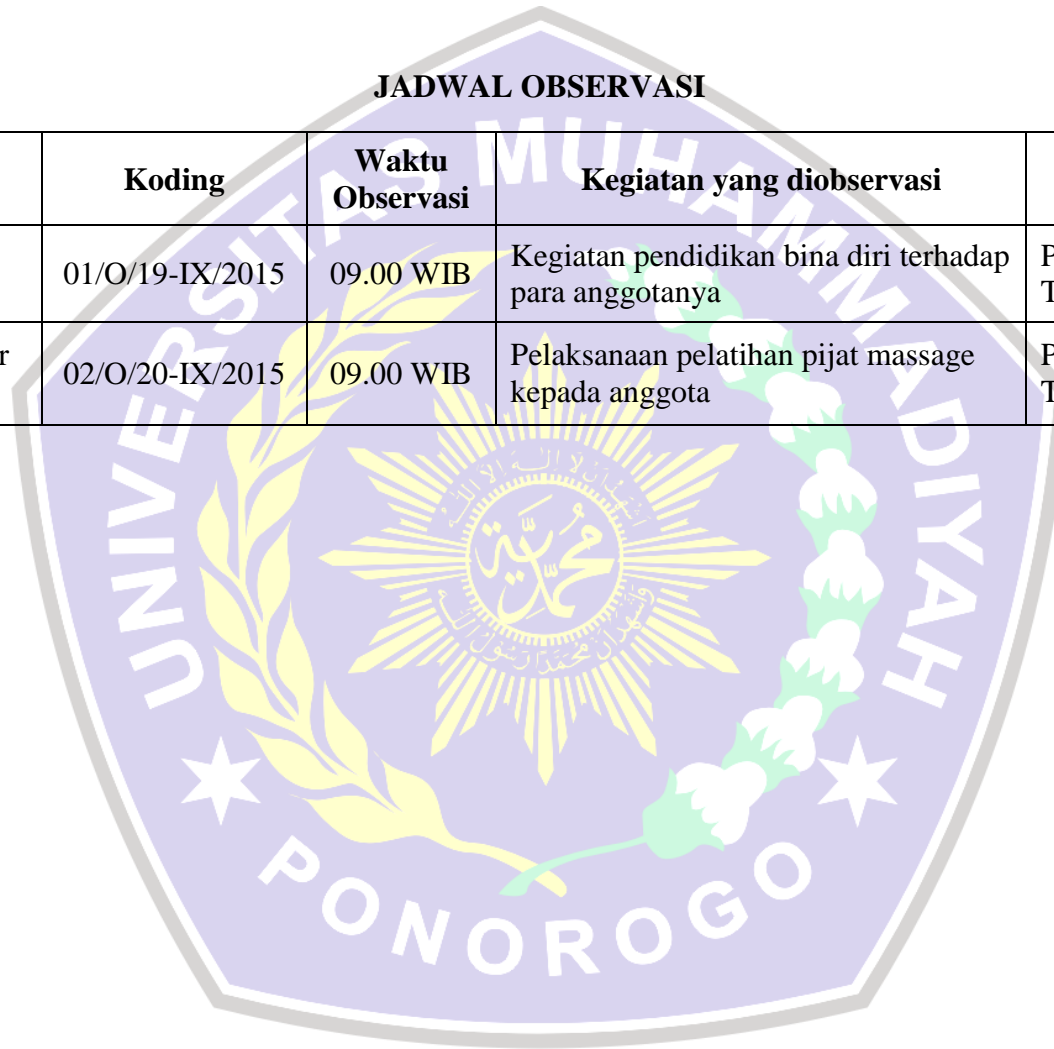 JADWAL OBSERVASI
Koding
Waktu
Observasi
Kegiatan yang diobservasi
01/O/19-IX/2015
09.00 WIB
Kegiatan pendidikan bina diri terhadap
para anggotanya
P
T
r
02/O/20-IX/2015
09.00 WIB
Pelaksanaan pelatihan pijat massage
kepada anggota
P
T
UNIVERSITAS MUHAMMADIYAH
PONOROGO
محمدية